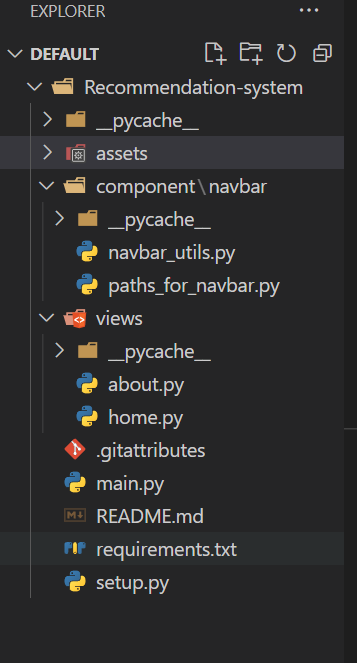 EXPLORER ...
DEFAULT
Recommendation-system
__pycache__
assets
component\navbar
__pycache__
navbar_utils.py
paths_for_navbar.py
views
__pycache__
about.py
home.py
.gitattributes
main.py
README.md
requirements.txt
setup.py